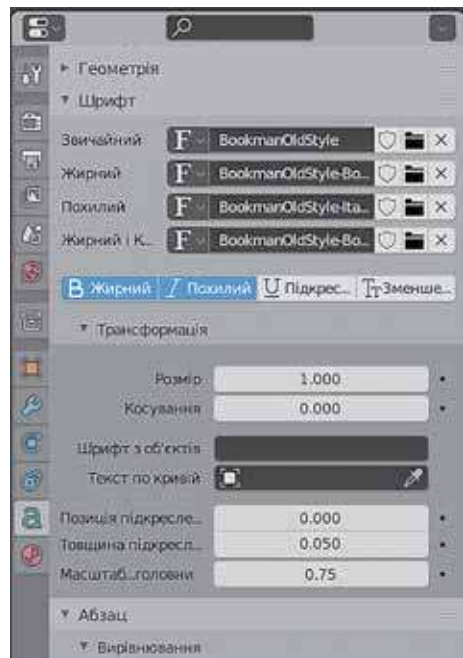 Геометрія
Шрифт
Звичайний F BookmanOldStyle
Жирний F BookmanOldStyle-Bo...
Похилий F BookmanOldStyle-Ita...
Жирний і К... F BookmanOldStyle-Bo...
B Жирний I Похилий U Підкрес... Tт Зменше...
Трансформація
Розмір 1.000
Косування 0.000
Шрифт з об'єктів
Текст по кривій
Позиція підкресле... 0.000
Товщина підкресл... 0.050
Масштаб...головни 0.75
Абзац
Вирівнювання